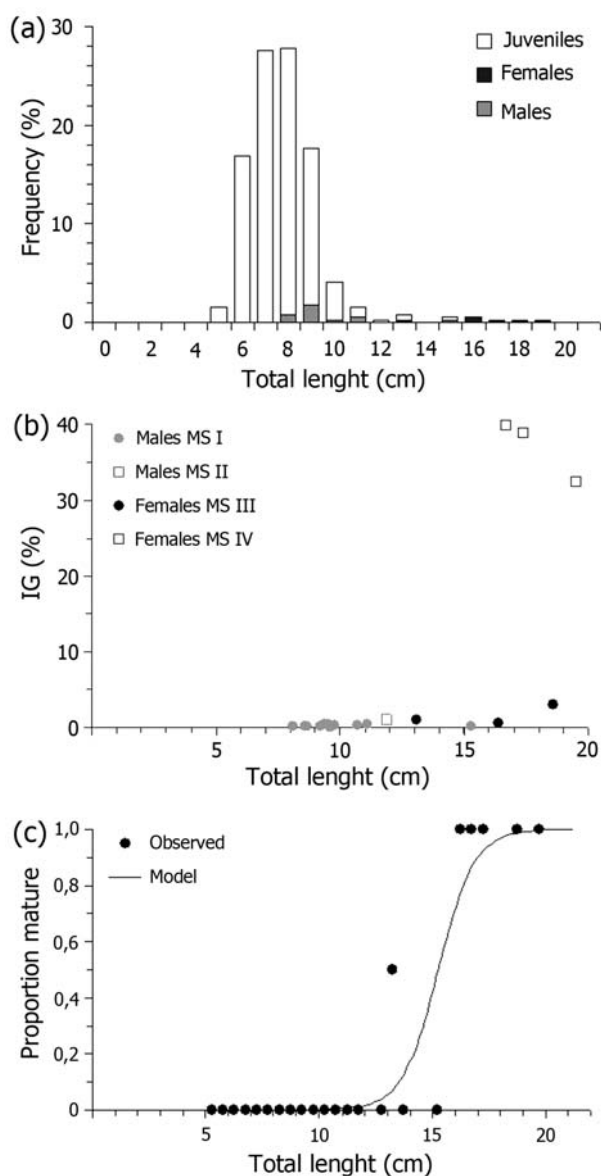 (a)
30
20
10
0
Frequency (%)
Juveniles
Females
Males
0 2 4 6 8 10 12 14 16 18 20
Total lenght (cm)
(b)
40
30
20
10
0
IG (%)
Males MS I
Males MS II
Females MS III
Females MS IV
5 10 15 20
Total lenght (cm)
(c)
1,0
0,8
0,6
0,4
0,2
0
Proportion mature
Observed
Model
5 10 15 20
Total lenght (cm)